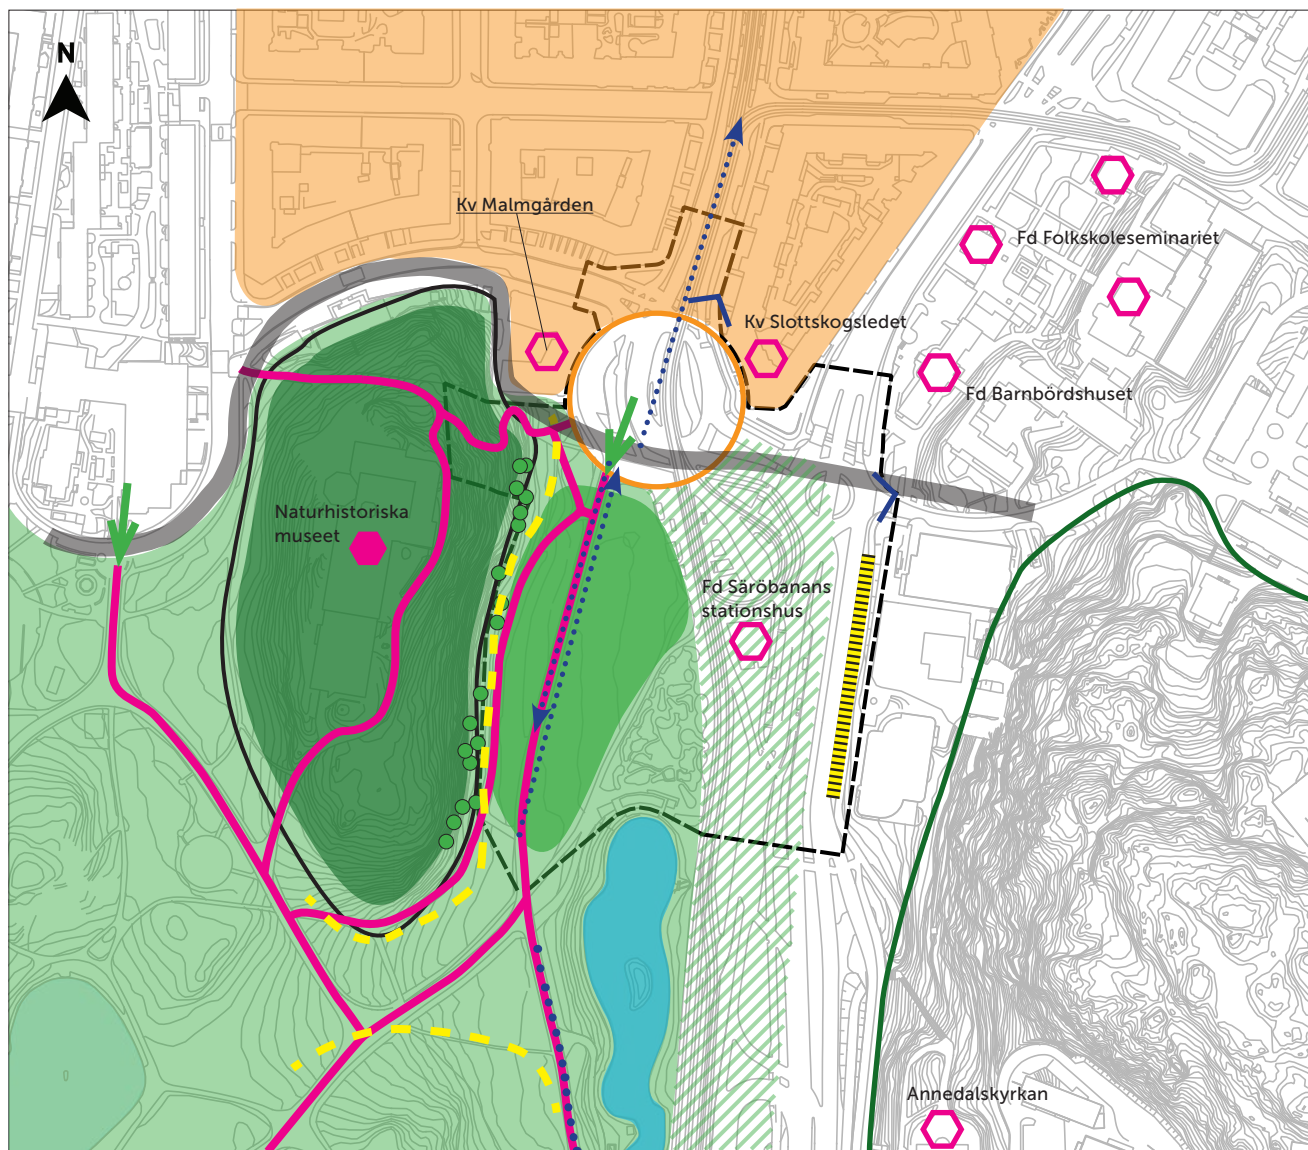 N
Kv Malmgården
Fd Folkskoleseminariet
Kv Slottskogsledet
Fd Barnbördshuset
Naturhistoriska
museet
Fd Säröbanans
stationshus
Annedalskyrkan